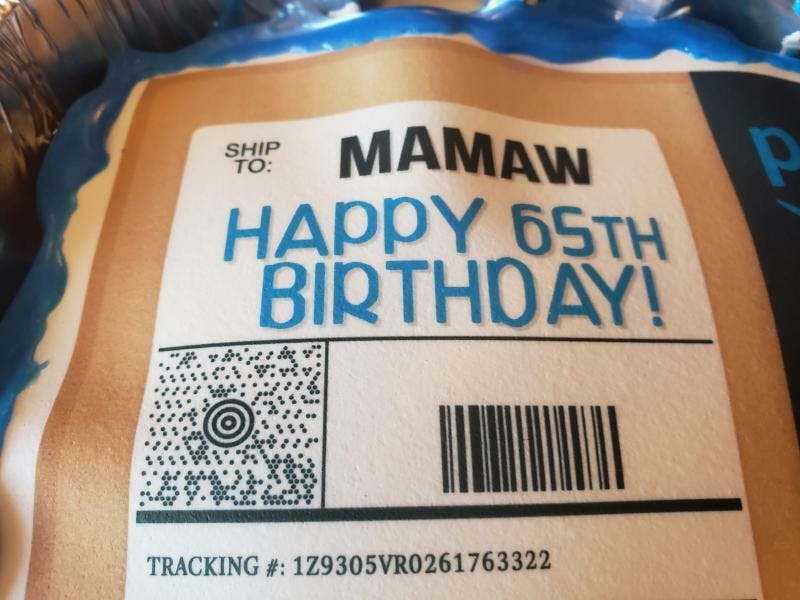 SHIP
TO:
MAMAW
HAPPY 65TH
BIRTHDAY!
TRACKING #: 1Z9305VR0261763322
p